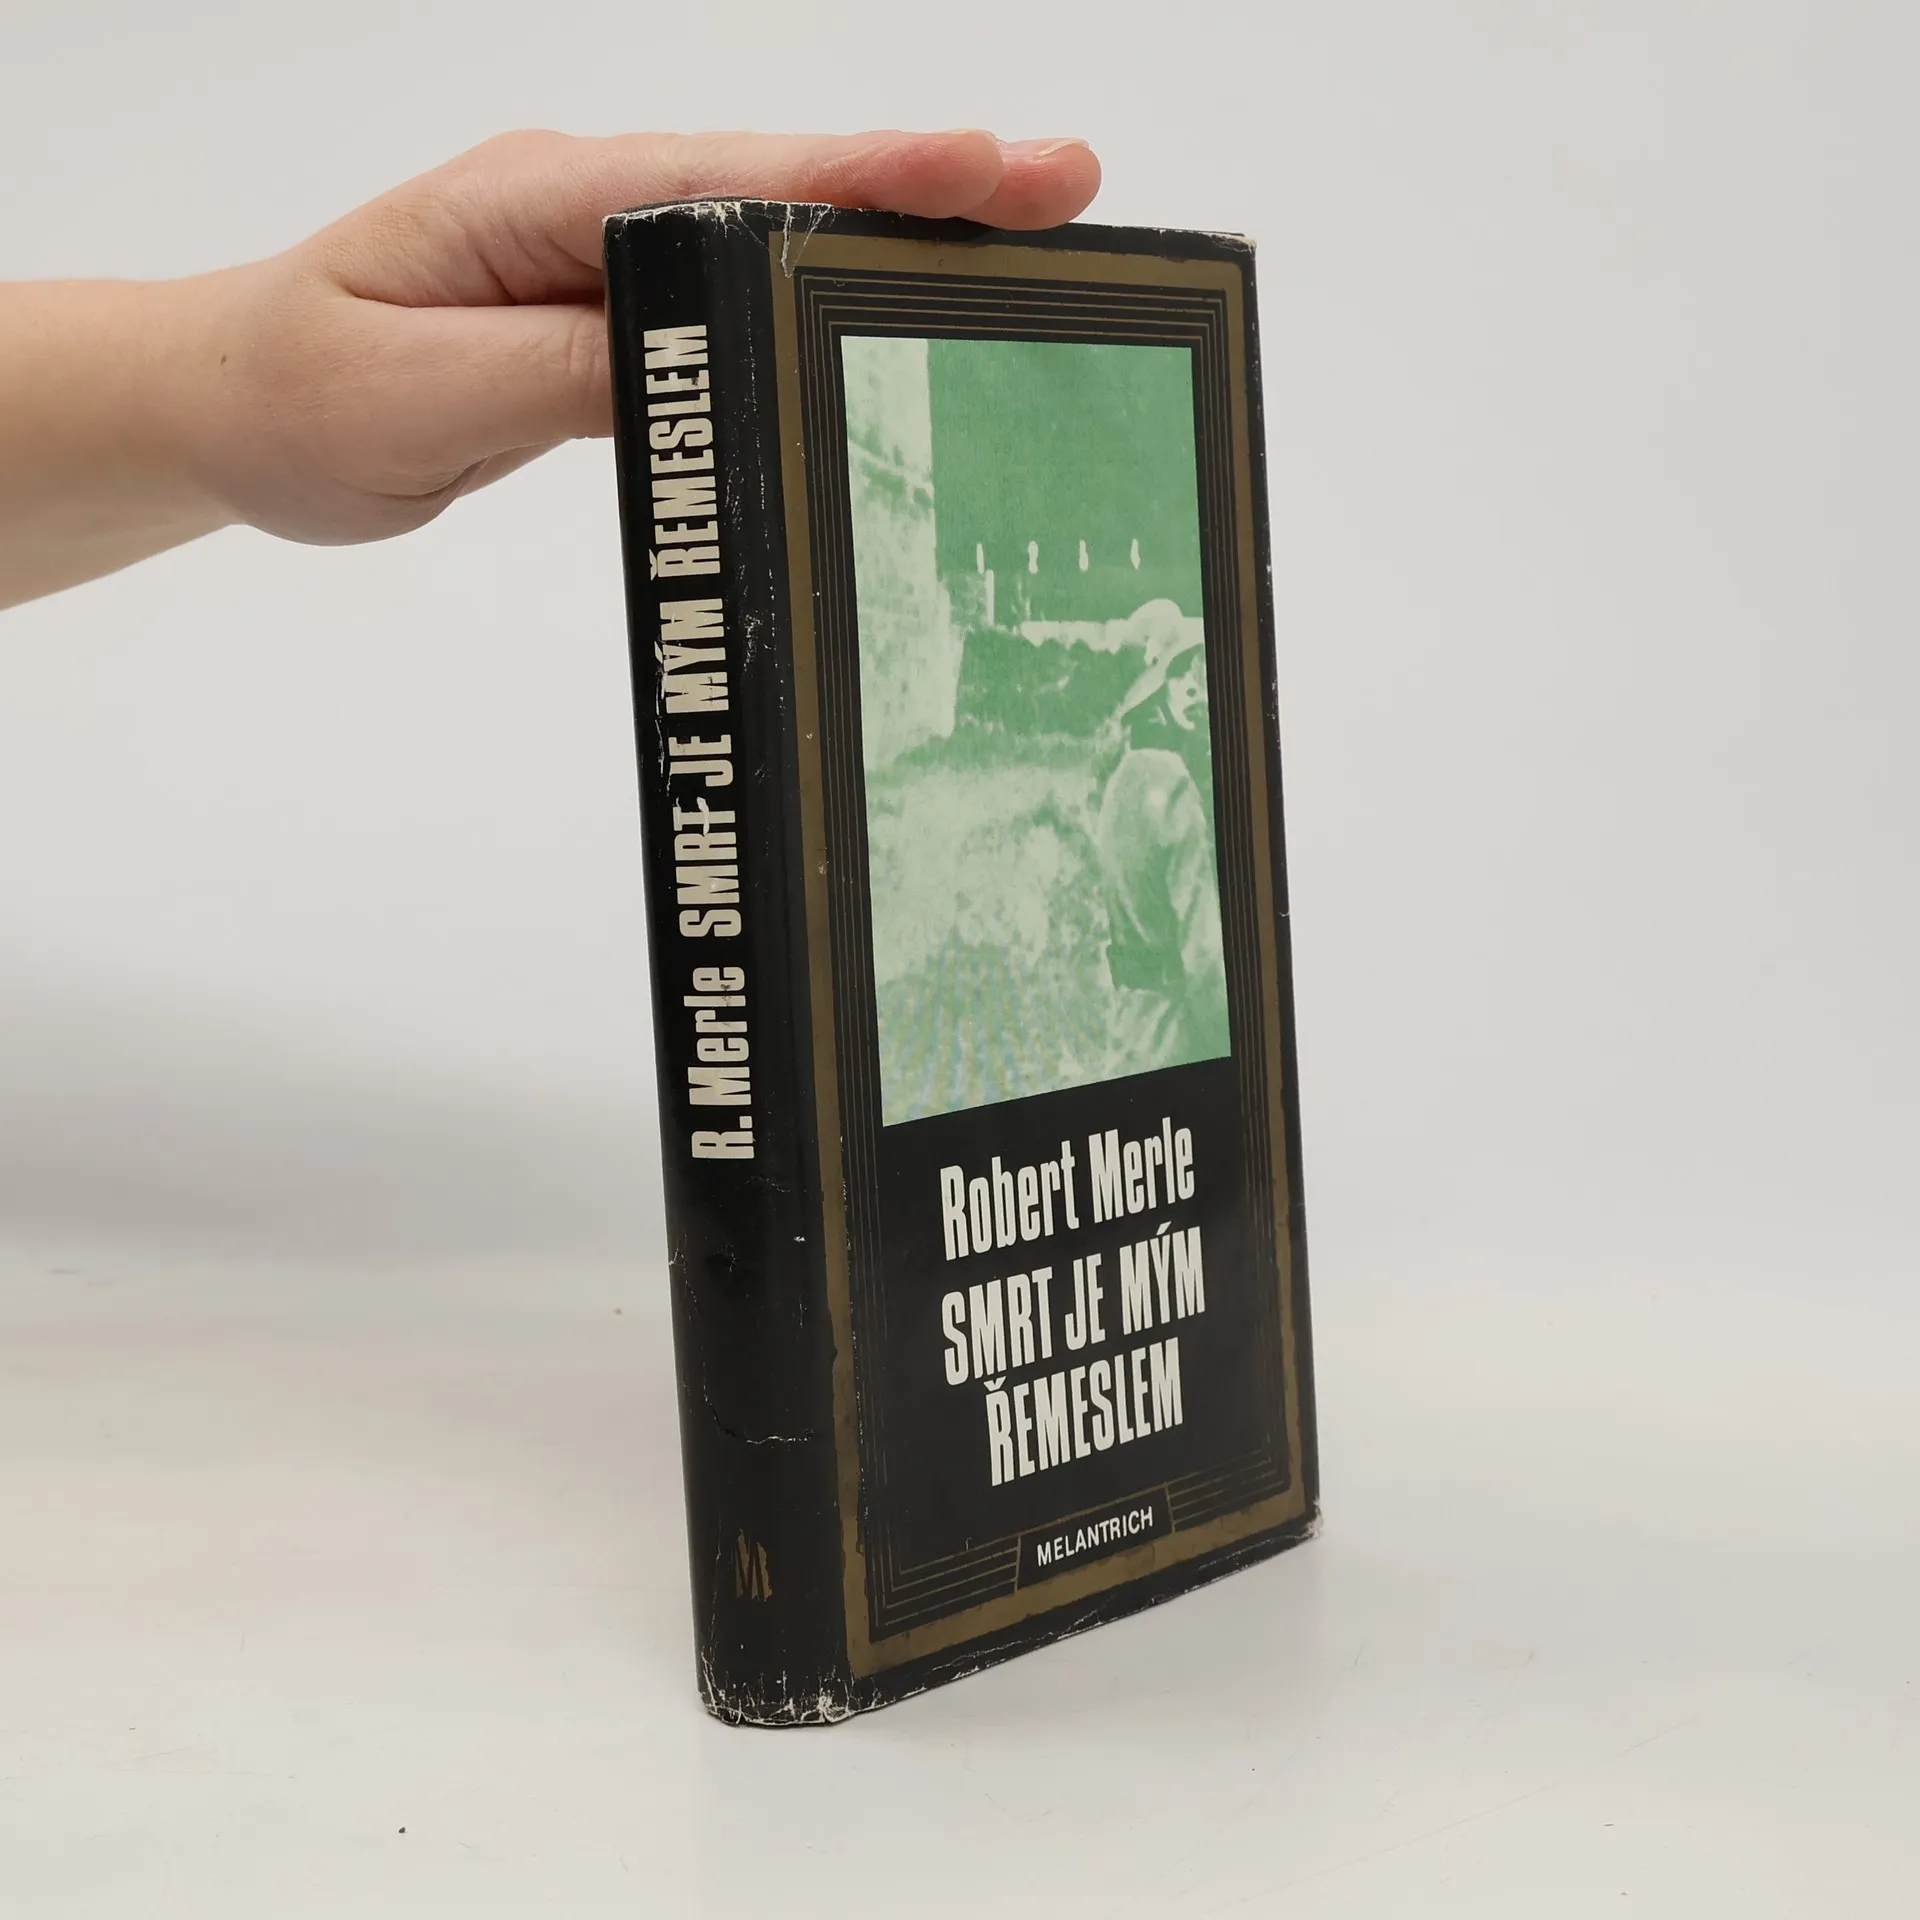 R. Merle SMRT JE MÝM ŘEMESLEM
M
Robert Merle
SMRT JE MÝM
ŘEMESLEM
MELANTRICH